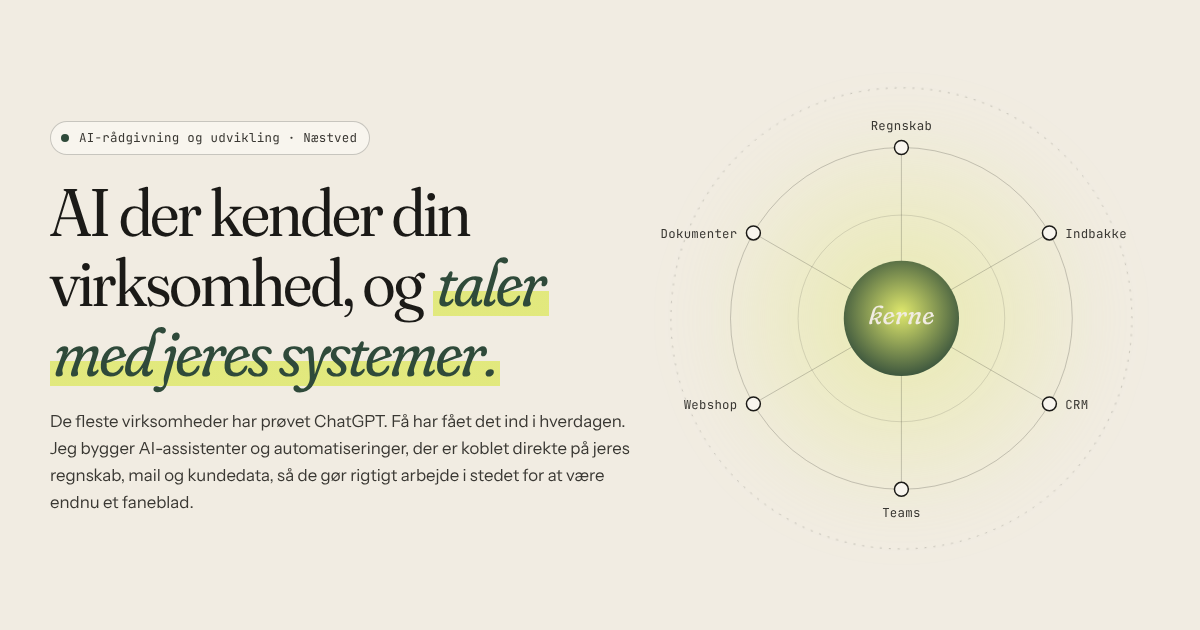 AI-rådgivning og udvikling · Næstved
AI der kender din
virksomhed, og taler
med jeres systemer.
De fleste virksomheder har prøvet ChatGPT. Få har fået det ind i hverdagen.
Jeg bygger AI-assistenter og automatiseringer, der er koblet direkte på jeres
regnskab, mail og kundedata, så de gør rigtigt arbejde i stedet for at være
endnu et faneblad.
Regnskab
Dokumenter
Indbakke
kerne
Webshop
CRM
Teams